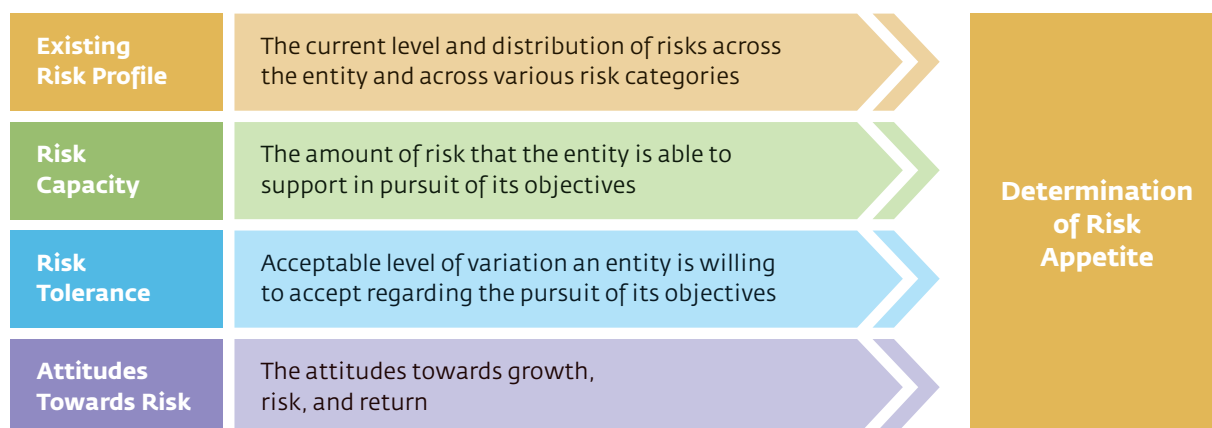 Existing
Risk Profile
The current level and distribution of risks across
the entity and across various risk categories
Risk
Capacity
The amount of risk that the entity is able to
support in pursuit of its objectives
Risk
Tolerance
Acceptable level of variation an entity is willing
to accept regarding the pursuit of its objectives
Attitudes
Towards Risk
The attitudes towards growth,
risk, and return
Determination
of Risk
Appetite